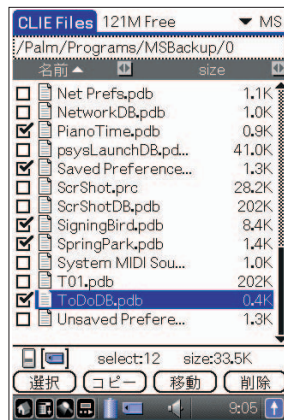 CLIE Files 121M Free ▼ MS
/Palm/Programs/MSBackup/0
名前 size
Net Prefs.pdb 1.1K
NetworkDB.pdb 1.0K
PianoTime.pdb 0.9K
psysLaunchDB.pd... 41.0K
Saved Preference... 1.3K
ScrShot.prc 28.2K
ScrShotDB.pdb 202K
SigningBird.pdb 8.4K
SpringPark.pdb 1.4K
System MIDI Sou... 1.0K
T01.pdb 202K
ToDoDB.pdb 0.4K
Unsaved Prefere... 1.3K
select:12 size:33.5K
選択 コピー 移動 削除
9:05